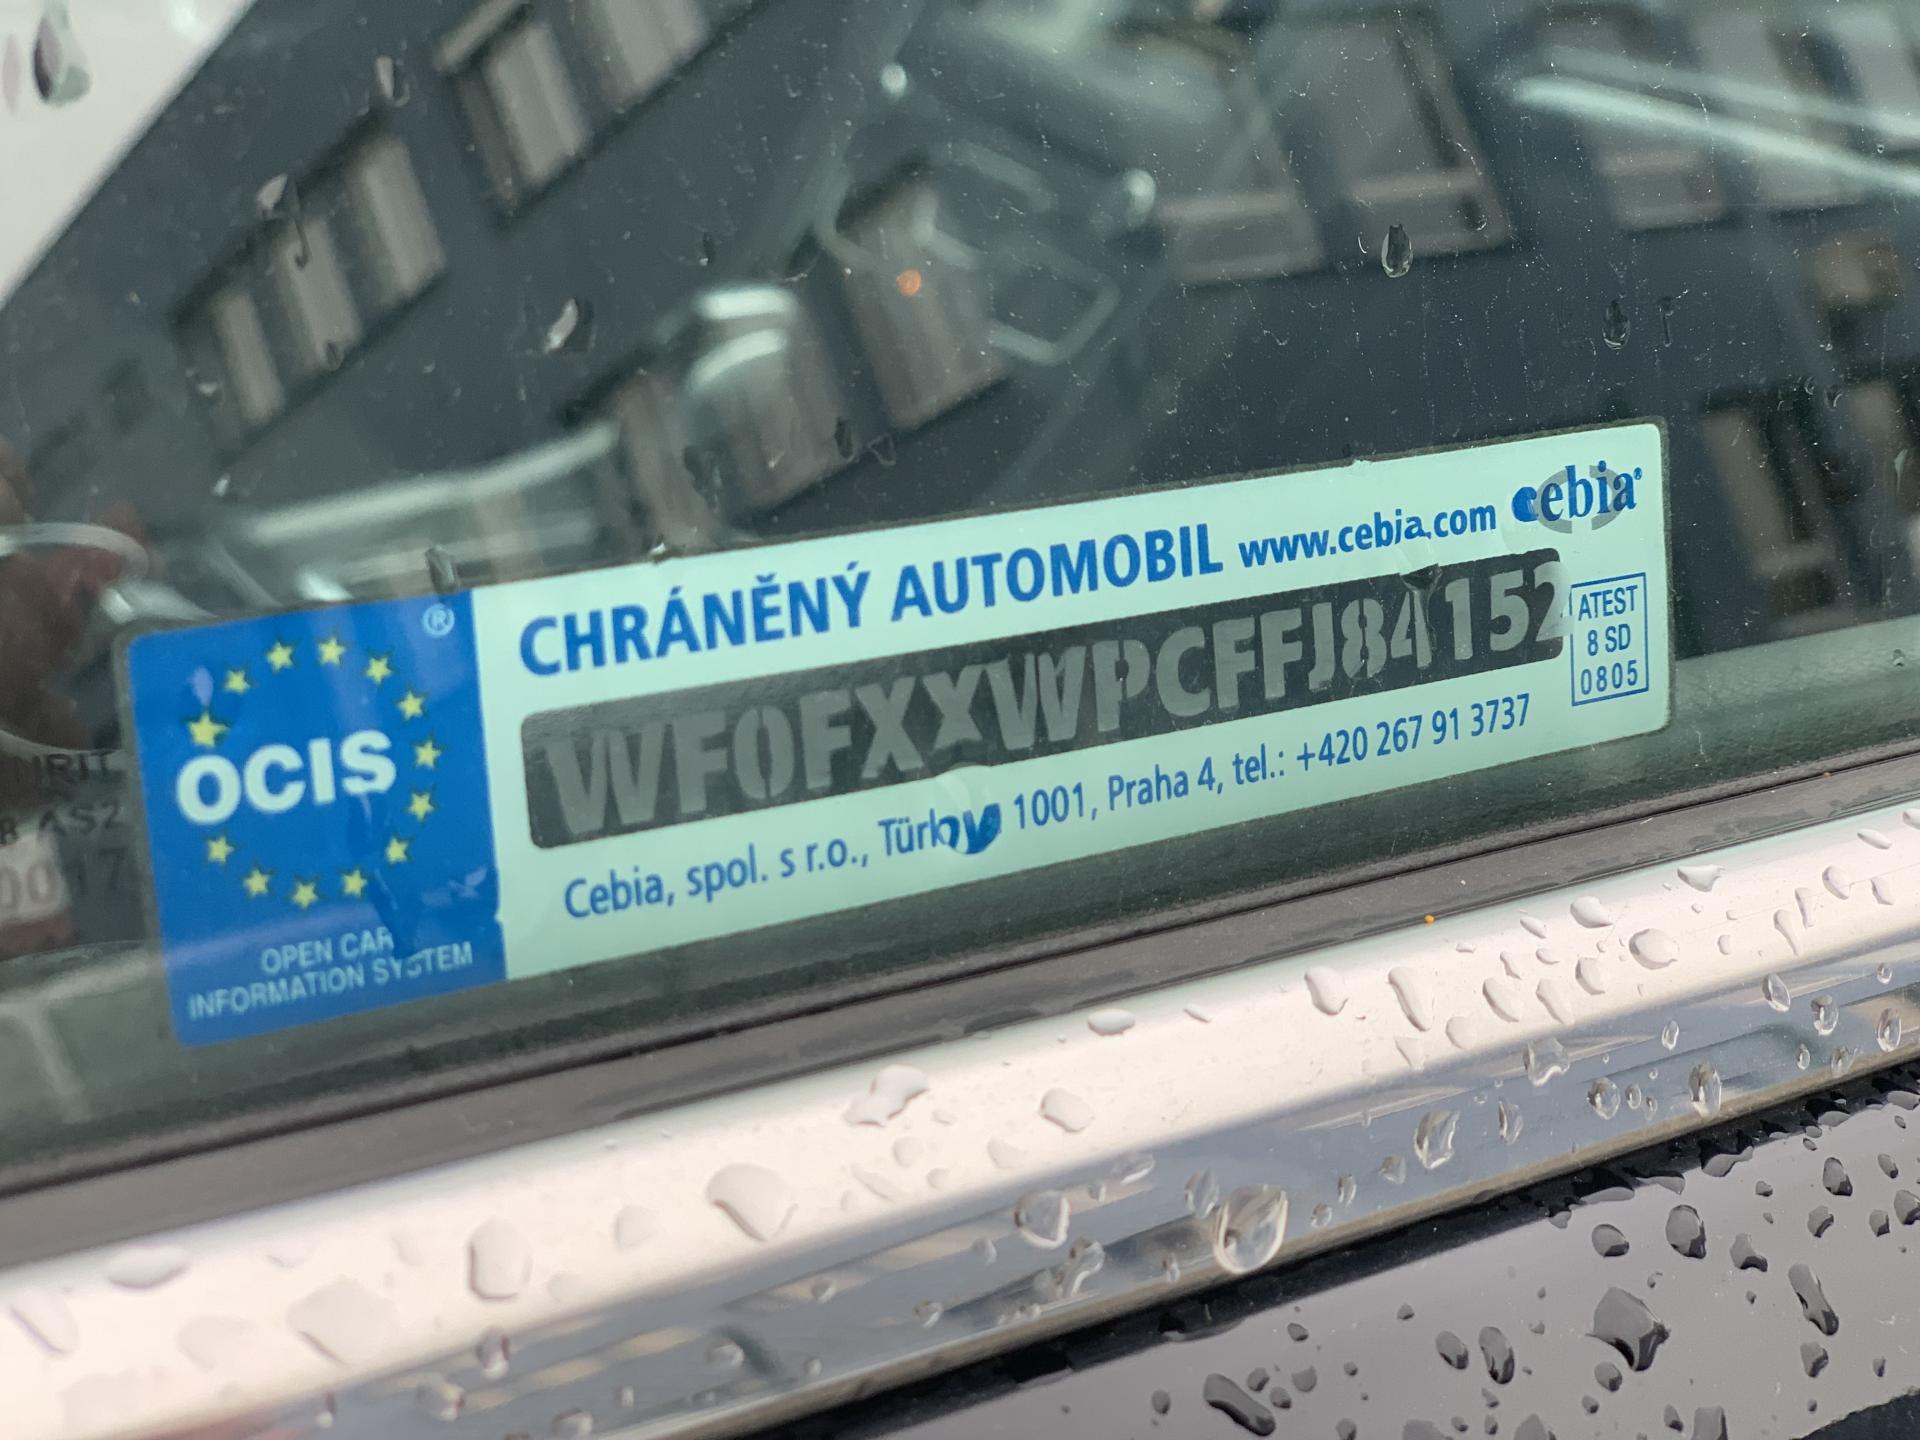 ®
OCIS
OPEN CAR
INFORMATION SYSTEM
CHRÁNĚNÝ AUTOMOBIL www.cebia.com cebia®
WF0FXXWPCFFJ84152
ATEST
8 SD
0805
Cebia, spol. s r.o., Türkova 1001, Praha 4, tel.: +420 267 91 3737